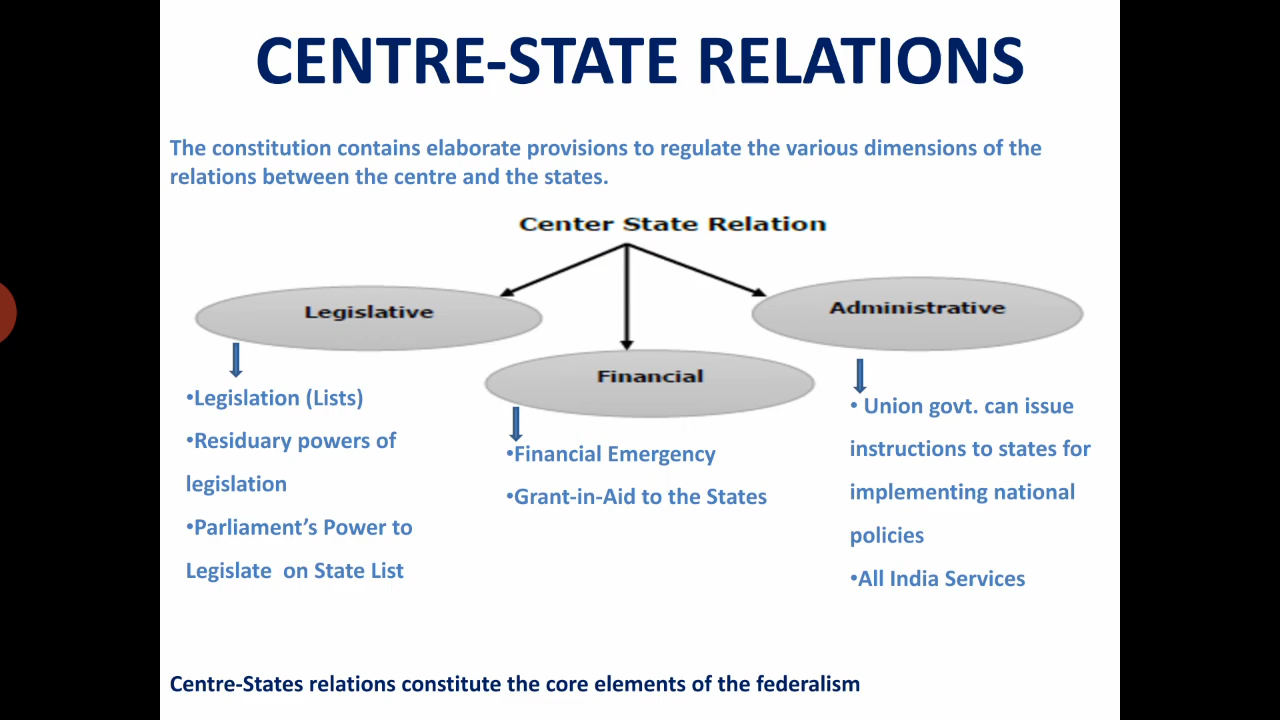 CENTRE-STATE RELATIONS
The constitution contains elaborate provisions to regulate the various dimensions of the
relations between the centre and the states.
Center State Relation
Legislative
•Legislation (Lists)
•Residuary powers of
legislation
•Parliament’s Power to
Legislate on State List
Financial
•Financial Emergency
•Grant-in-Aid to the States
Administrative
• Union govt. can issue
instructions to states for
implementing national
policies
•All India Services
Centre-States relations constitute the core elements of the federalism